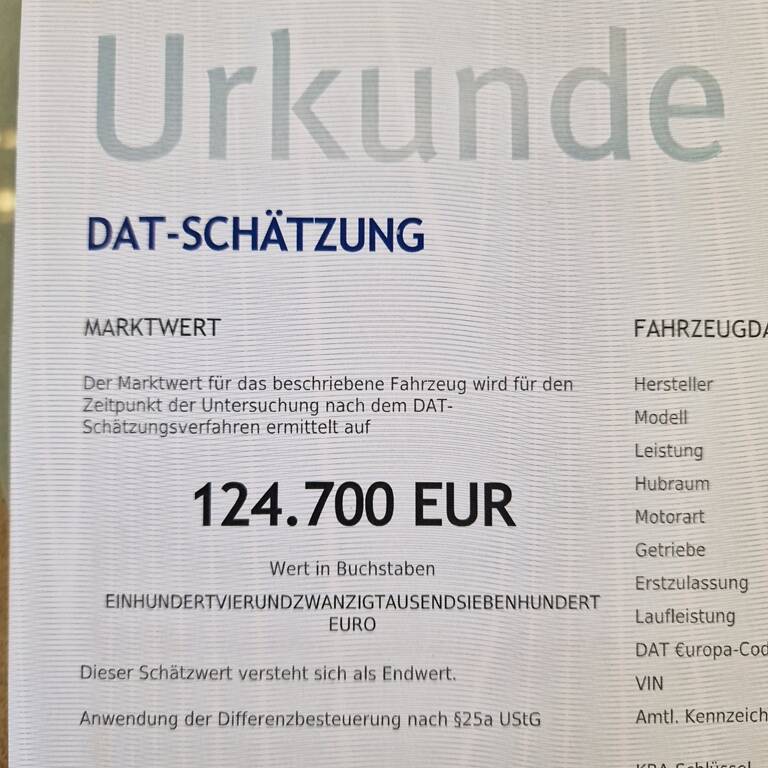 Urkunde
DAT-SCHÄTZUNG
MARKTWERT
Der Marktwert für das beschriebene Fahrzeug wird für den
Zeitpunkt der Untersuchung nach dem DAT-
Schätzungsverfahren ermittelt auf
124.700 EUR
Wert in Buchstaben
EINHUNDERTVIERUNDZWANZIGTAUSENDSIEBENHUNDERT
EURO
Dieser Schätzwert versteht sich als Endwert.
Anwendung der Differenzbesteuerung nach §25a UStG
FAHRZEUGDA
Hersteller
Modell
Leistung
Hubraum
Motorart
Getriebe
Erstzulassung
Laufleistung
DAT €uropa-Cod
VIN
Amtl. Kennzeich